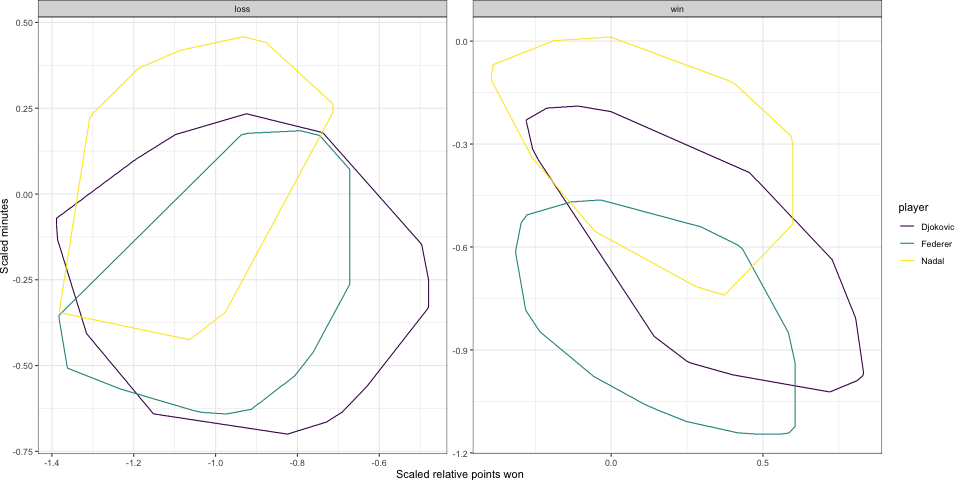 loss
win
0.50
0.25
0.00
-0.25
-0.50
-0.75
0.0
-0.3
-0.6
-0.9
-1.2
Scaled minutes
-1.4
-1.2
-1.0
-0.8
-0.6
0.0
0.5
Scaled relative points won
player
Djokovic
Federer
Nadal